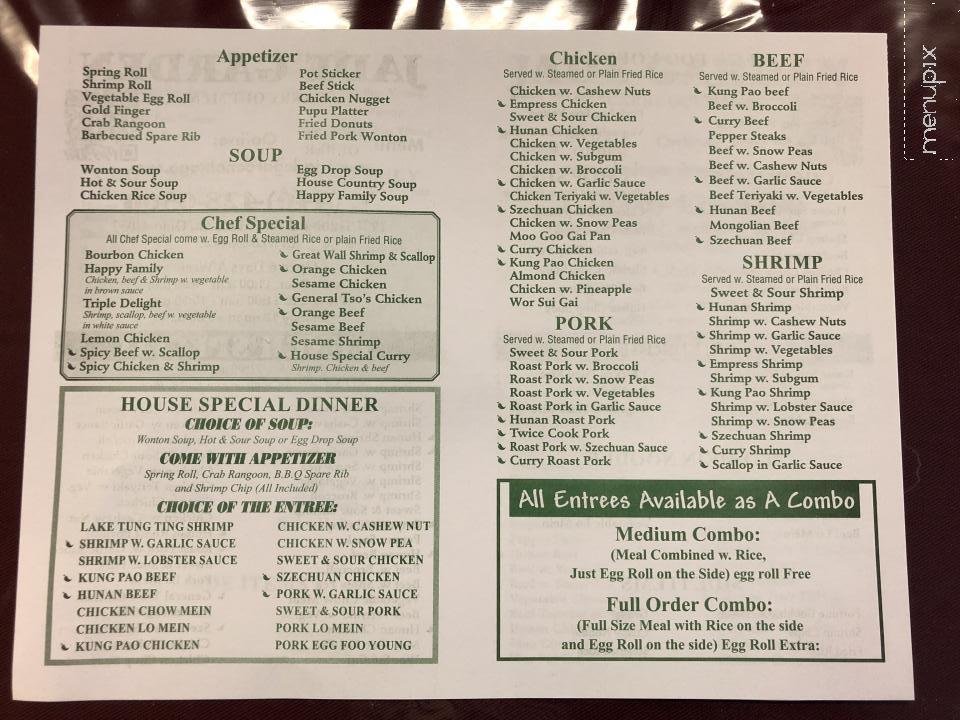 Appetizer
Spring Roll
Shrimp Roll
Vegetable Egg Roll
Gold Finger
Crab Rangoon
Barbecued Spare Rib
Pot Sticker
Beef Stick
Chicken Nugget
Pupu Platter
Fried Donuts
Fried Pork Wonton
SOUP
Wonton Soup
Hot & Sour Soup
Chicken Rice Soup
Egg Drop Soup
House Country Soup
Happy Family Soup
Chef Special
All Chef Special come w. Egg Roll & Steamed Rice or plain Fried Rice
Bourbon Chicken
Happy Family
Chicken, beef & Shrimp w. vegetable
in brown sauce
Triple Delight
Shrimp, scallop, beef w. vegetable
in white sauce
Lemon Chicken
Spicy Beef w. Scallop
Spicy Chicken & Shrimp
Great Wall Shrimp & Scallop
Orange Chicken
Sesame Chicken
General Tso's Chicken
Orange Beef
Sesame Beef
Sesame Shrimp
House Special Curry
Shrimp. Chicken & beef
HOUSE SPECIAL DINNER
CHOICE OF SOUP:
Wonton Soup, Hot & Sour Soup or Egg Drop Soup
COME WITH APPETIZER
Spring Roll, Crab Rangoon, B.B.Q Spare Rib
and Shrimp Chip (All Included)
CHOICE OF THE ENTREE:
LAKE TUNG TING SHRIMP
SHRIMP W. GARLIC SAUCE
SHRIMP W. LOBSTER SAUCE
KUNG PAO BEEF
HUNAN BEEF
CHICKEN CHOW MEIN
CHICKEN LO MEIN
KUNG PAO CHICKEN
CHICKEN W. CASHEW NUT
CHICKEN W. SNOW PEA
SWEET & SOUR CHICKEN
SZECHUAN CHICKEN
PORK W. GARLIC SAUCE
SWEET & SOUR PORK
PORK LO MEIN
PORK EGG FOO YOUNG
Chicken
Served w. Steamed or Plain Fried Rice
Chicken w. Cashew Nuts
Empress Chicken
Sweet & Sour Chicken
Hunan Chicken
Chicken w. Vegetables
Chicken w. Subgum
Chicken w. Broccoli
Chicken w. Garlic Sauce
Chicken Teriyaki w. Vegetables
Szechuan Chicken
Chicken w. Snow Peas
Moo Goo Gai Pan
Curry Chicken
Kung Pao Chicken
Almond Chicken
Chicken w. Pineapple
Wor Sui Gai
PORK
Served w. Steamed or Plain Fried Rice
Sweet & Sour Pork
Roast Pork w. Broccoli
Roast Pork w. Snow Peas
Roast Pork w. Vegetables
Roast Pork in Garlic Sauce
Hunan Roast Pork
Twice Cook Pork
Roast Pork w. Szechuan Sauce
Curry Roast Pork
BEEF
Served w. Steamed or Plain Fried Rice
Kung Pao beef
Beef w. Broccoli
Curry Beef
Pepper Steaks
Beef w. Snow Peas
Beef w. Cashew Nuts
Beef w. Garlic Sauce
Beef Teriyaki w. Vegetables
Hunan Beef
Mongolian Beef
Szechuan Beef
SHRIMP
Served w. Steamed or Plain Fried Rice
Sweet & Sour Shrimp
Hunan Shrimp
Shrimp w. Cashew Nuts
Shrimp w. Garlic Sauce
Shrimp w. Vegetables
Empress Shrimp
Shrimp w. Subgum
Kung Pao Shrimp
Shrimp w. Lobster Sauce
Shrimp w. Snow Peas
Szechuan Shrimp
Curry Shrimp
Scallop in Garlic Sauce
All Entrees Available as A Combo
Medium Combo:
(Meal Combined w. Rice,
Just Egg Roll on the Side) egg roll Free
Full Order Combo:
(Full Size Meal with Rice on the side
and Egg Roll on the side) Egg Roll Extra:
menupix